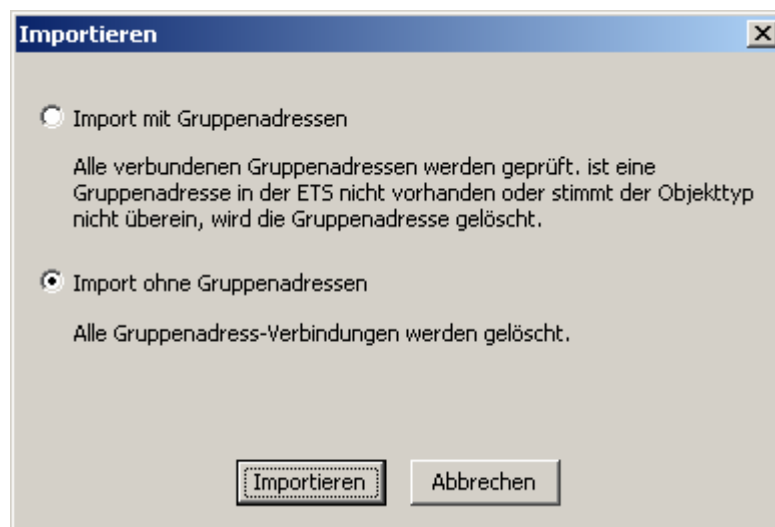 Importieren
Import mit Gruppenadressen
Alle verbundenen Gruppenadressen werden geprüft. ist eine
Gruppenadresse in der ETS nicht vorhanden oder stimmt der Objekttyp
nicht überein, wird die Gruppenadresse gelöscht.
Import ohne Gruppenadressen
Alle Gruppenadress-Verbindungen werden gelöscht.
Importieren Abbrechen